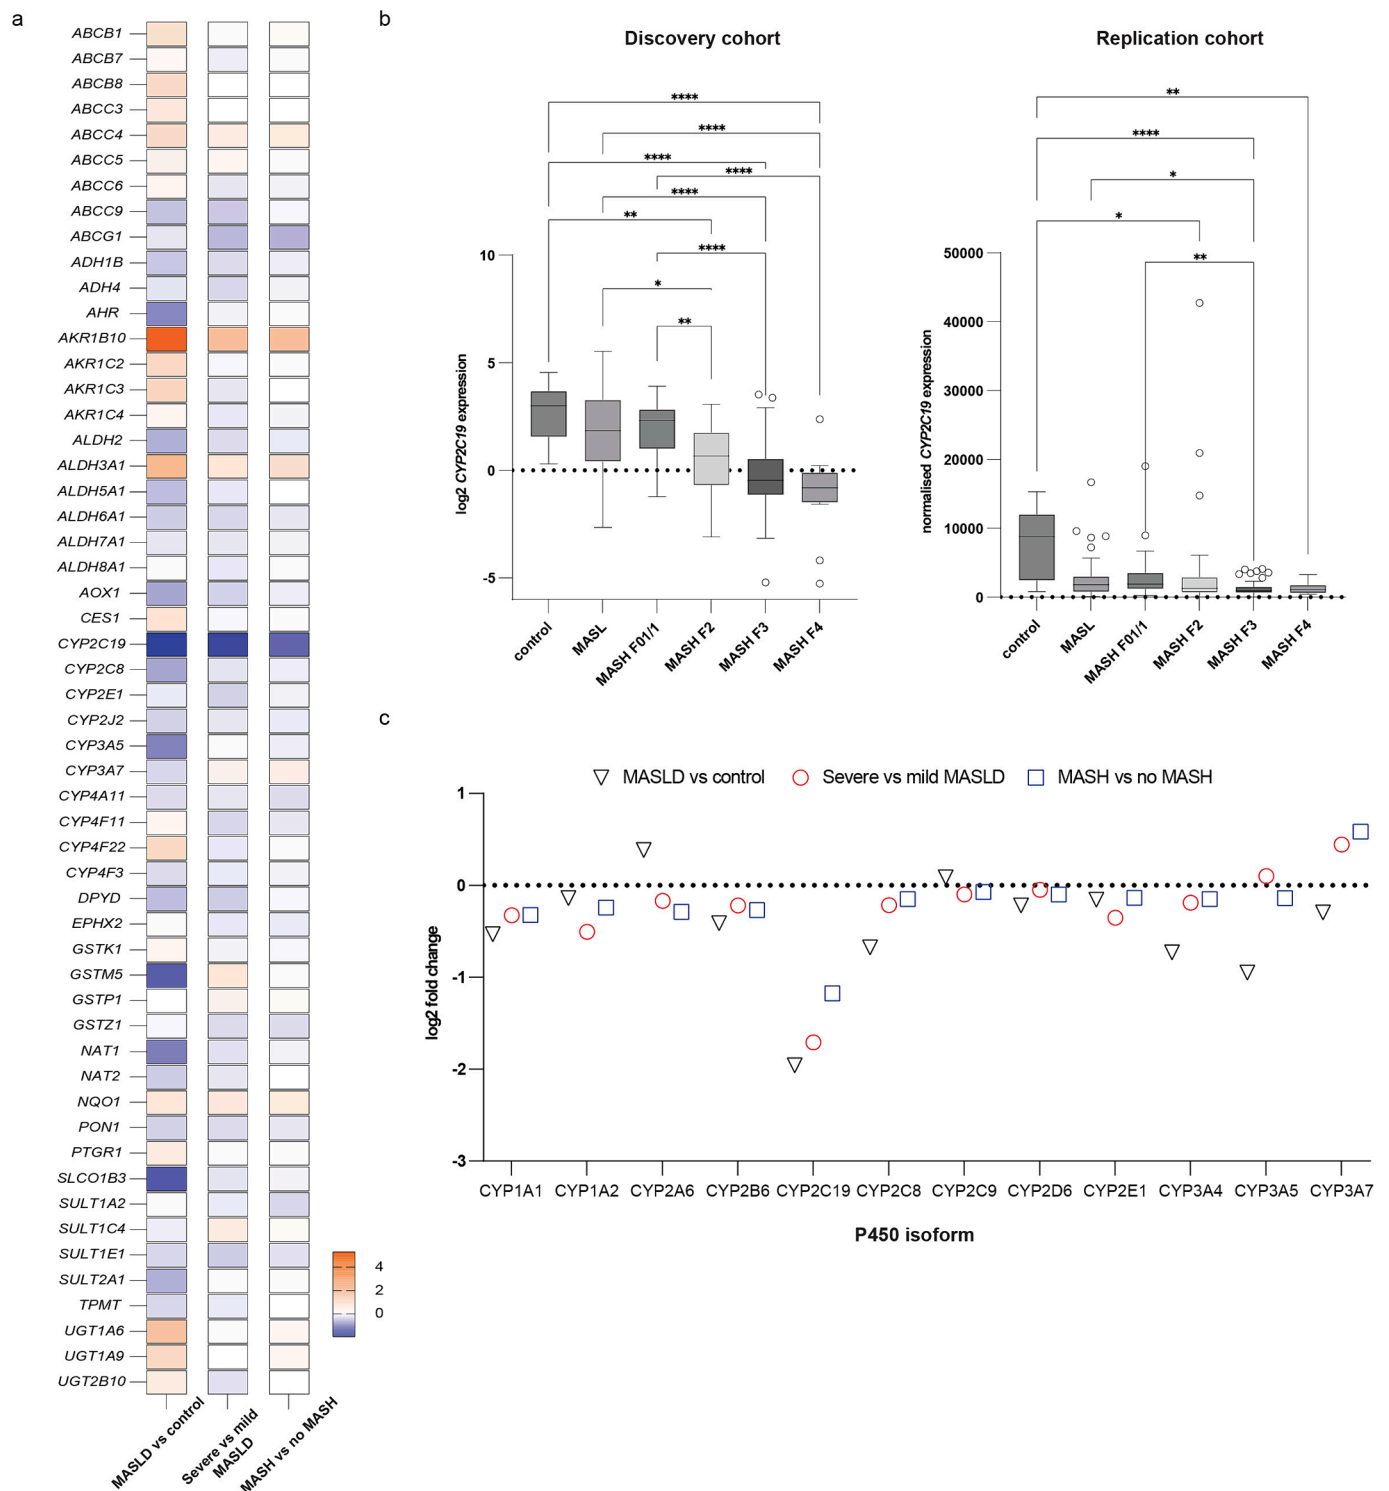 a
ABCB1
ABCB7
ABCB8
ABCC3
ABCC4
ABCC5
ABCC6
ABCC9
ABCG1
ADH1B
ADH4
AHR
AKR1B10
AKR1C2
AKR1C3
AKR1C4
ALDH2
ALDH3A1
ALDH5A1
ALDH6A1
ALDH7A1
ALDH8A1
AOX1
CES1
CYP2C19
CYP2C8
CYP2E1
CYP2J2
CYP3A5
CYP3A7
CYP4A11
CYP4F11
CYP4F22
CYP4F3
DPYD
EPHX2
GSTK1
GSTM5
GSTP1
GSTZ1
NAT1
NAT2
NQO1
PON1
PTGR1
SLCO1B3
SULT1A2
SULT1C4
SULT1E1
SULT2A1
TPMT
UGT1A6
UGT1A9
UGT2B10
MASLD vs control
Severe vs mild
MASLD
MASH vs no MASH
4
2
0
b
Discovery cohort
****
****
****
****
****
**
****
*
**
10
5
0
-5
log2 CYP2C19 expression
control
MASL
MASH F01/1
MASH F2
MASH F3
MASH F4
Replication cohort
**
****
*
*
**
50000
40000
30000
20000
10000
0
normalised CYP2C19 expression
control
MASL
MASH F01/1
MASH F2
MASH F3
MASH F4
c
MASLD vs control
Severe vs mild MASLD
MASH vs no MASH
1
0
-1
-2
-3
log2 fold change
CYP1A1
CYP1A2
CYP2A6
CYP2B6
CYP2C19
CYP2C8
CYP2C9
CYP2D6
CYP2E1
CYP3A4
CYP3A5
CYP3A7
P450 isoform